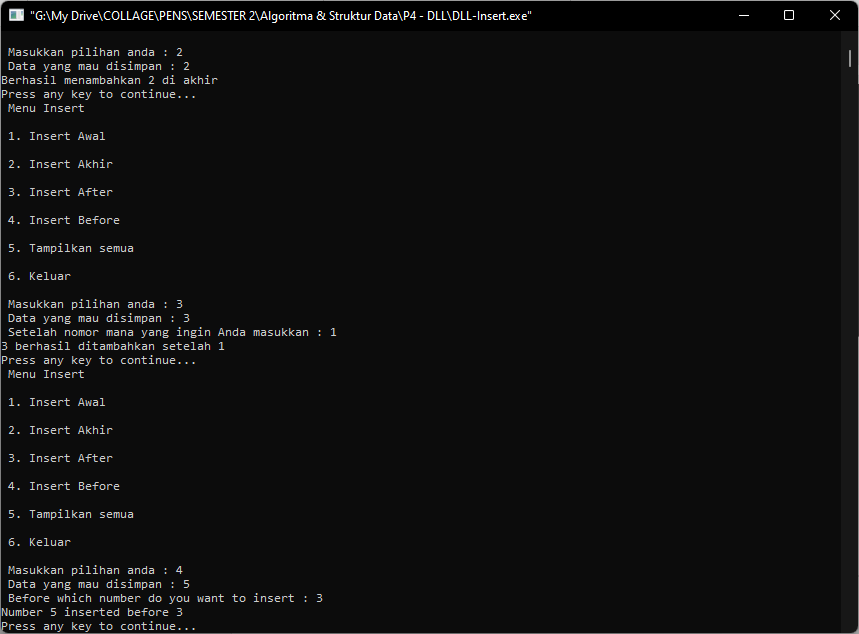 "G:\My Drive\COLLAGE\PENS\SEMESTER 2\Algoritma & Struktur Data\P4 - DLL\DLL-Insert.exe"
Masukkan pilihan anda : 2
Data yang mau disimpan : 2
Berhasil menambahkan 2 di akhir
Press any key to continue...
Menu Insert
1. Insert Awal
2. Insert Akhir
3. Insert After
4. Insert Before
5. Tampilkan semua
6. Keluar
Masukkan pilihan anda : 3
Data yang mau disimpan : 3
Setelah nomor mana yang ingin Anda masukkan : 1
3 berhasil ditambahkan setelah 1
Press any key to continue...
Menu Insert
1. Insert Awal
2. Insert Akhir
3. Insert After
4. Insert Before
5. Tampilkan semua
6. Keluar
Masukkan pilihan anda : 4
Data yang mau disimpan : 5
Before which number do you want to insert : 3
Number 5 inserted before 3
Press any key to continue...